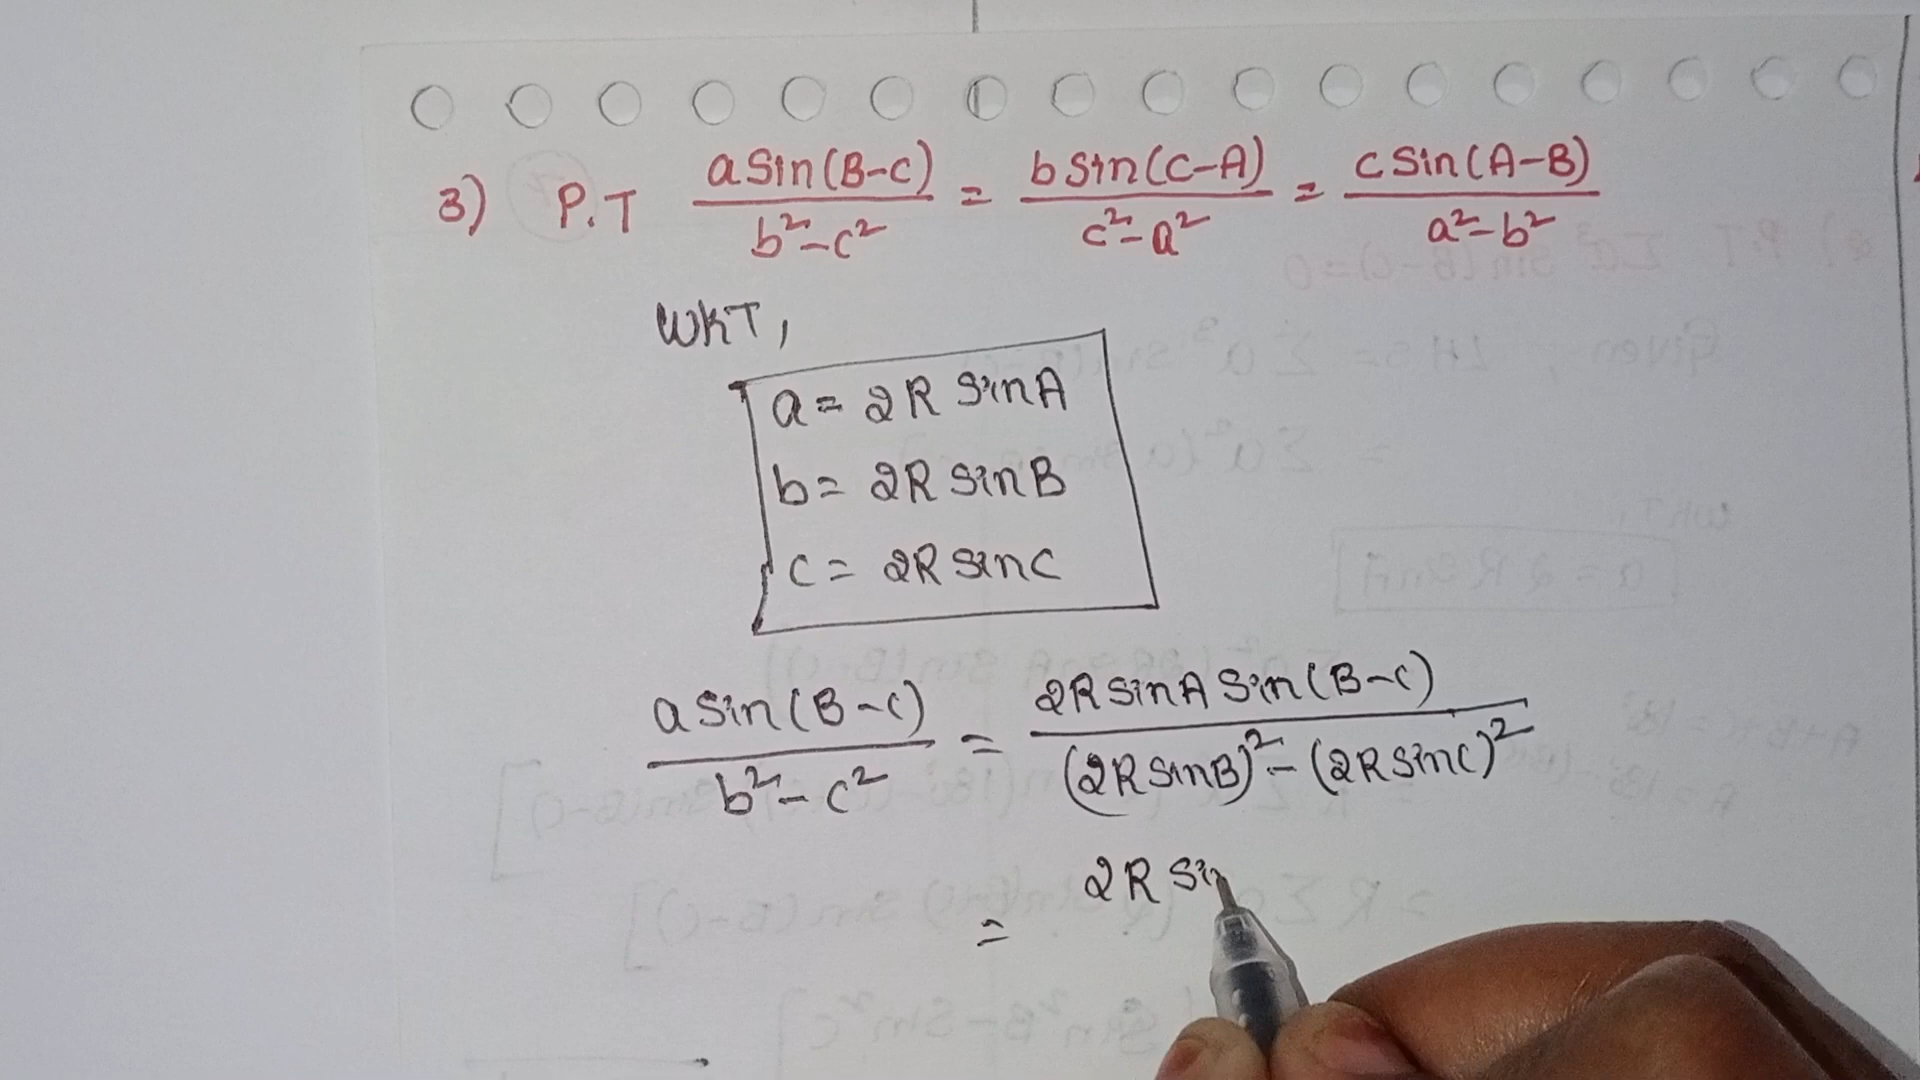 3) P.T a Sin(B-C) / b²-c² = b Sin(C-A) / c²-a² = c Sin(A-B) / a²-b²
WKT,
a = 2R SinA
b = 2R SinB
c = 2R SinC
a Sin(B-C) / b²-c² = 2R SinA Sin(B-C) / (2R SinB)² - (2R SinC)²
= 2R Sin